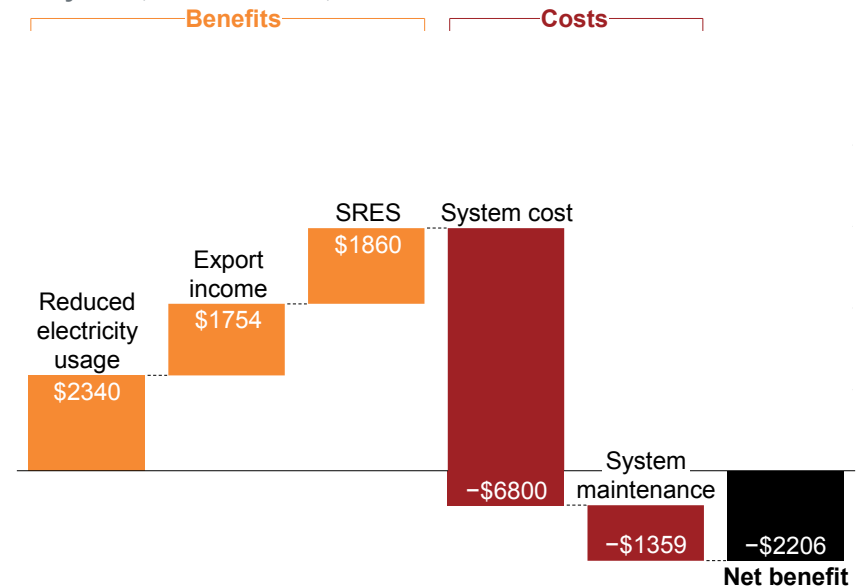 Benefits
Costs
SRES
$1860
System cost
Export
income
$1754
Reduced
electricity
usage
$2340
−$6800
System
maintenance
−$1359
−$2206
Net benefit